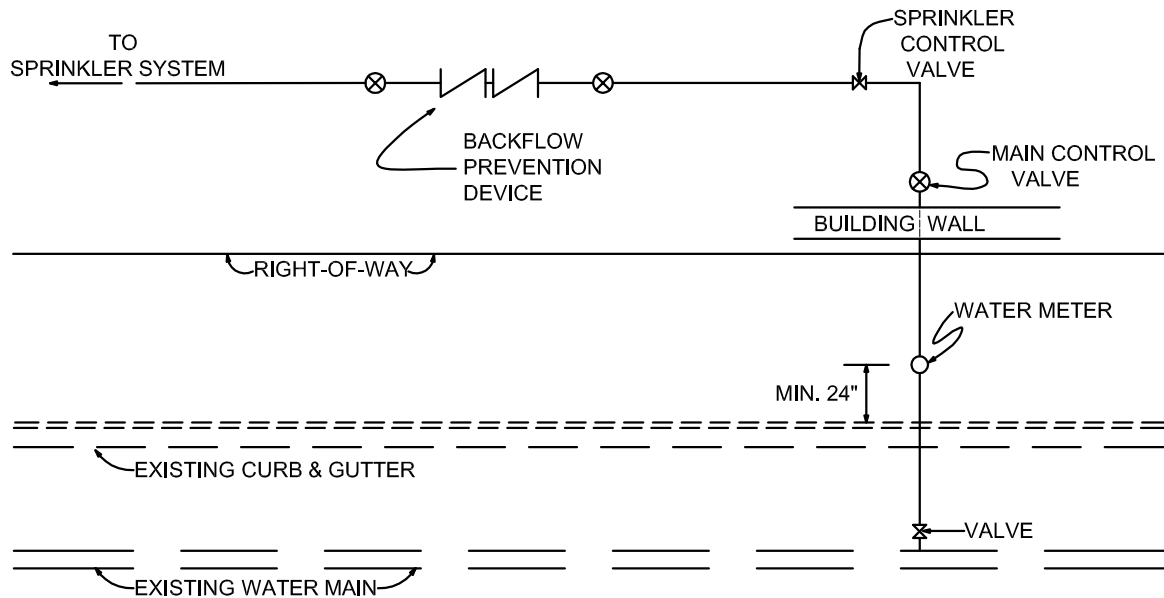 TO
SPRINKLER SYSTEM
SPRINKLER
CONTROL
VALVE
BACKFLOW
PREVENTION
DEVICE
MAIN CONTROL
VALVE
BUILDING WALL
RIGHT-OF-WAY
WATER METER
MIN. 24"
EXISTING CURB & GUTTER
VALVE
EXISTING WATER MAIN